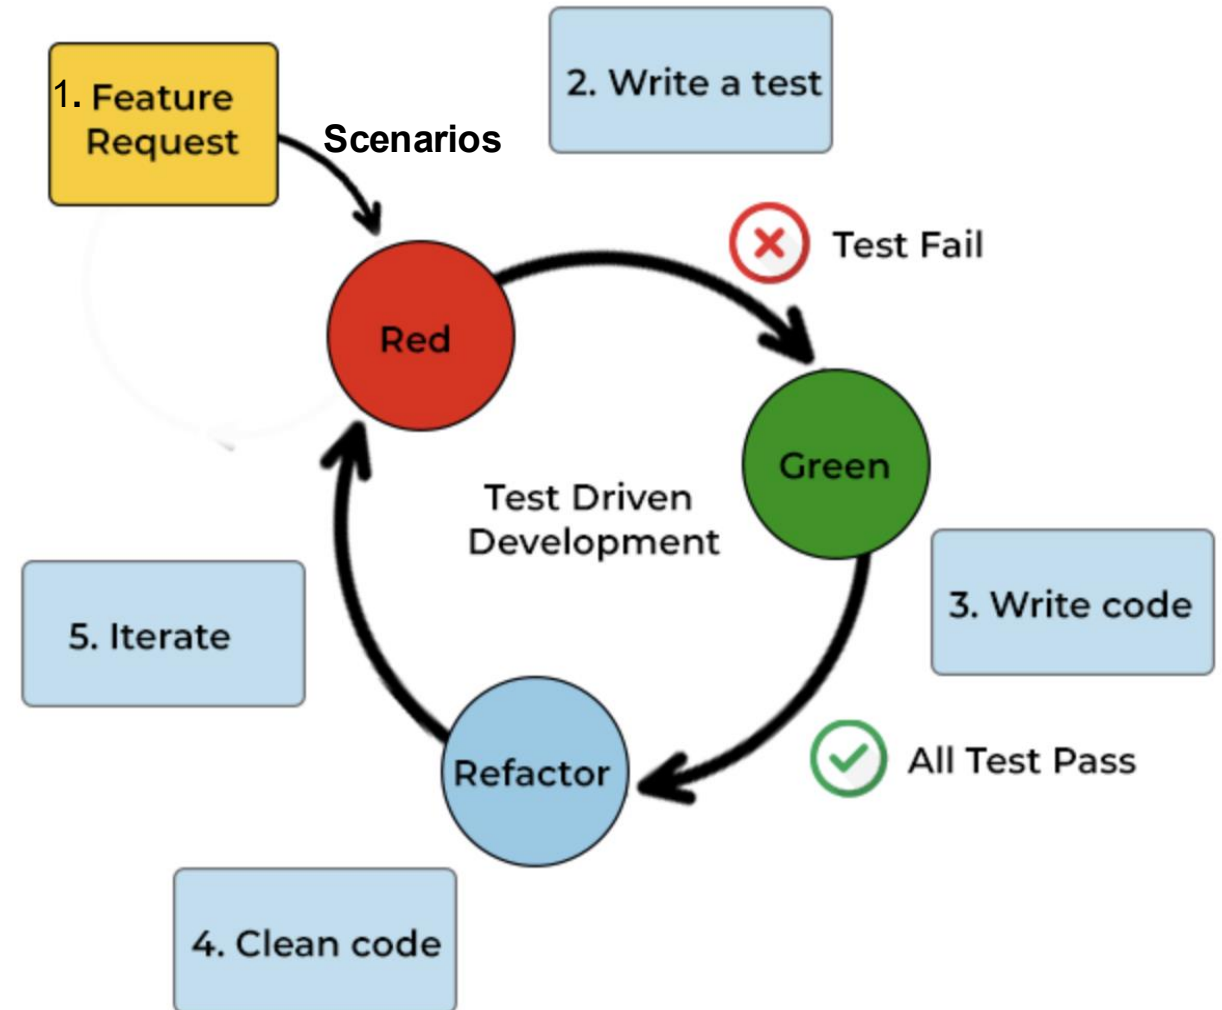 1. Feature
Request
Scenarios
2. Write a test
Test Fail
Red
Green
Test Driven
Development
3. Write code
5. Iterate
All Test Pass
Refactor
4. Clean code